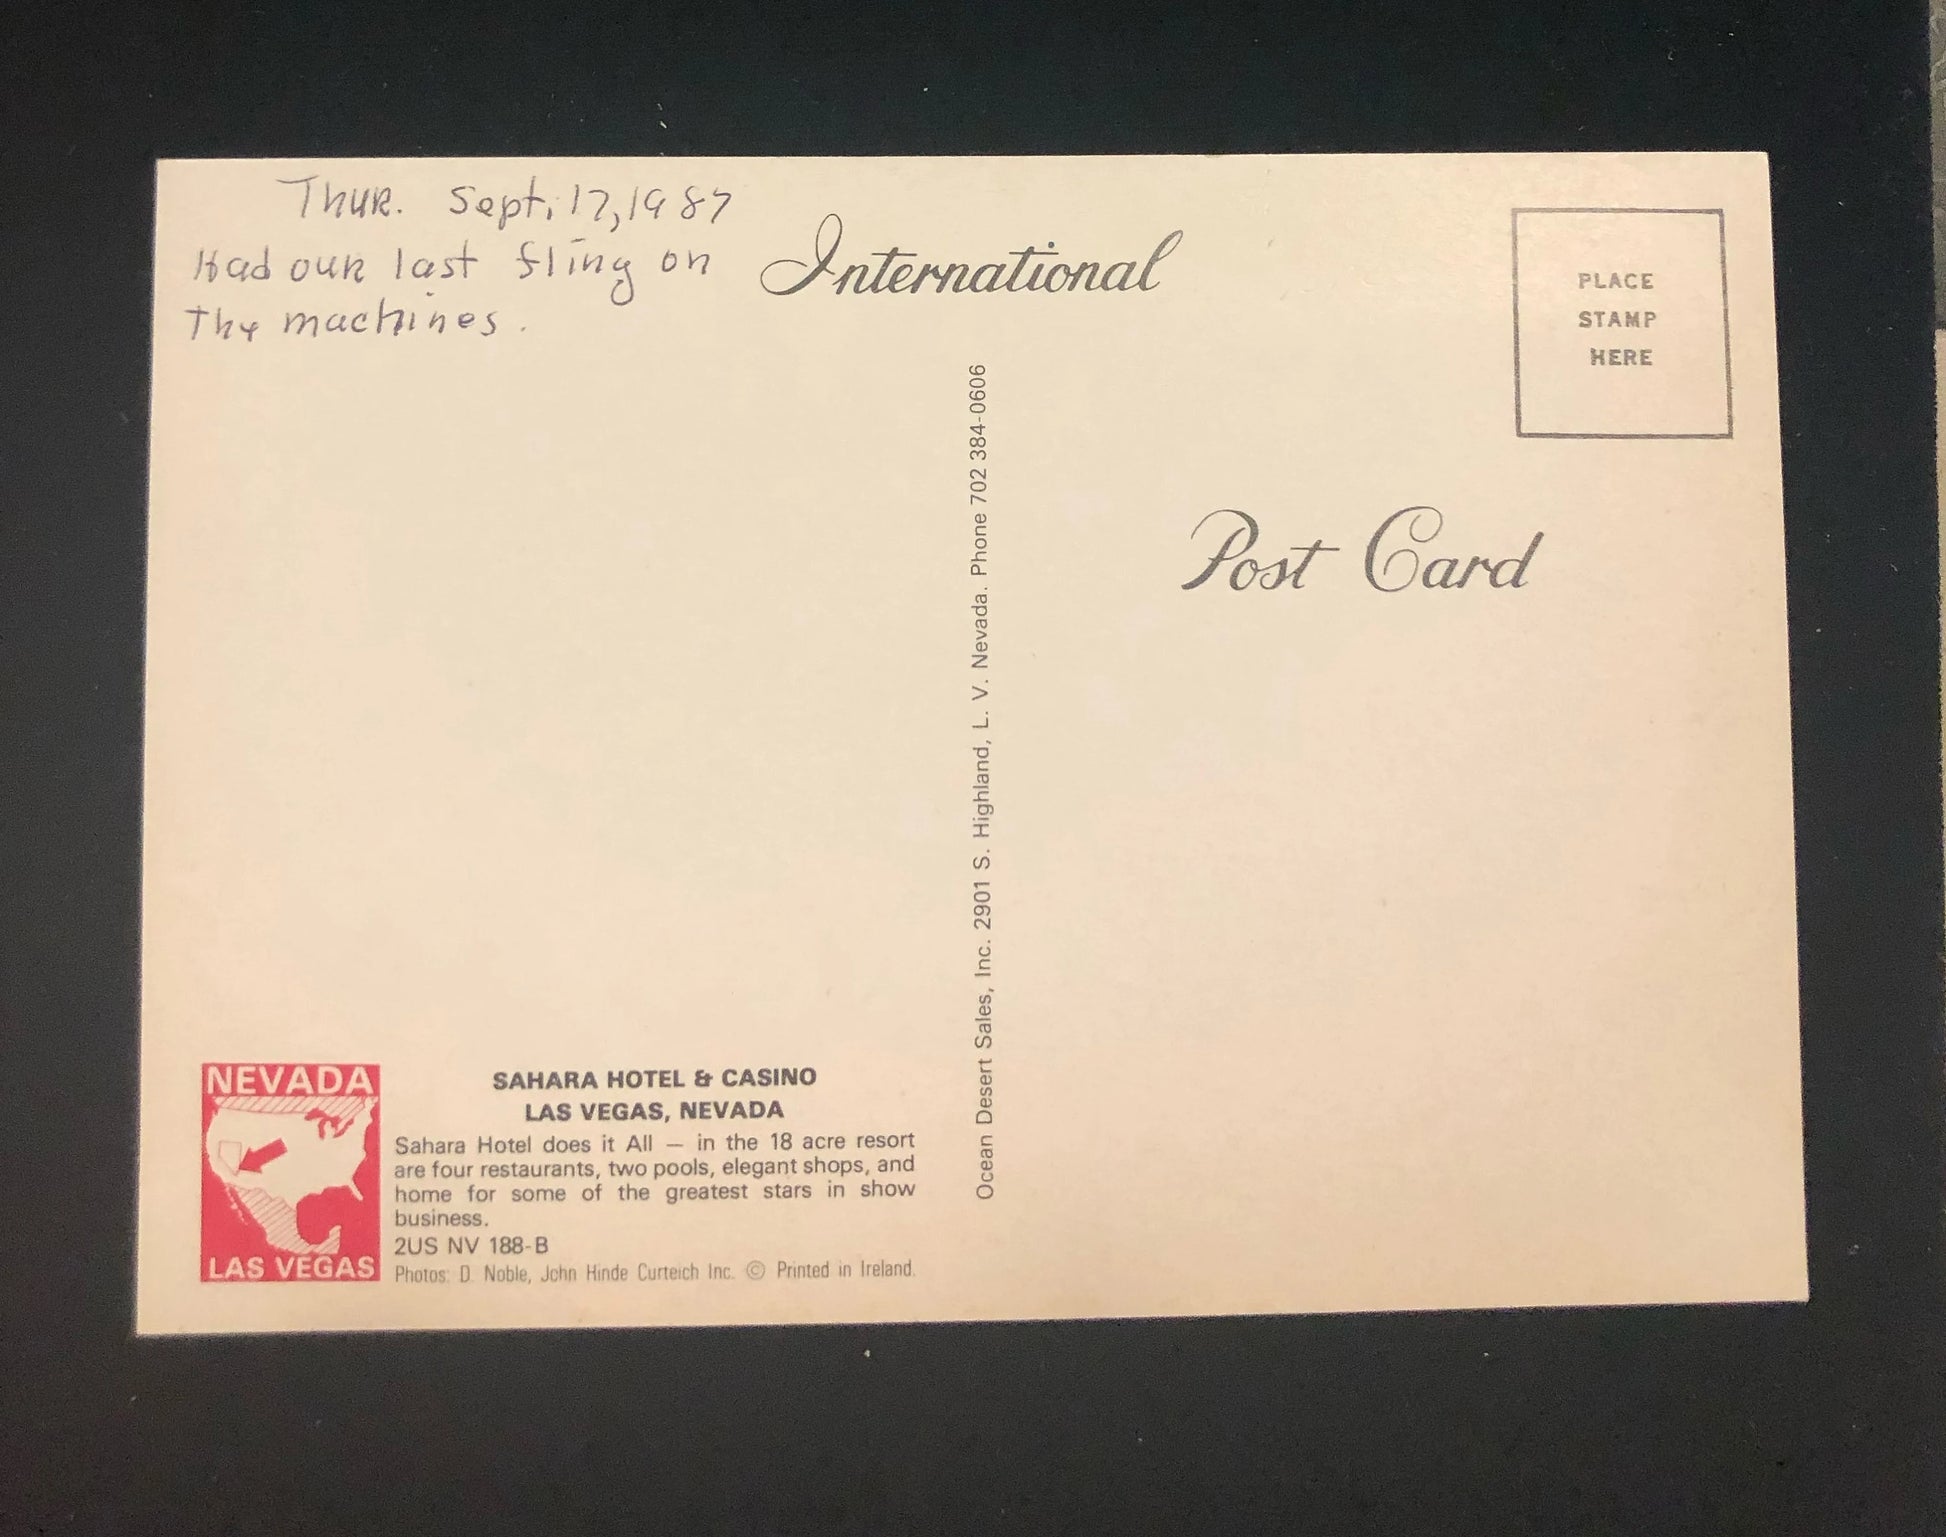 Thur. Sept. 17, 1987
Had our last fling on
The machines.
International
PLACE
STAMP
HERE
Post Card
Ocean Desert Sales, Inc. 2901 S. Highland, L. V. Nevada. Phone 702 384-0606
NEVADA
LAS VEGAS
SAHARA HOTEL & CASINO
LAS VEGAS, NEVADA
Sahara Hotel does it All — in the 18 acre resort
are four restaurants, two pools, elegant shops, and
home for some of the greatest stars in show
business.
2US NV 188-B
Photos: D. Noble, John Hinde Curteich Inc. © Printed in Ireland.